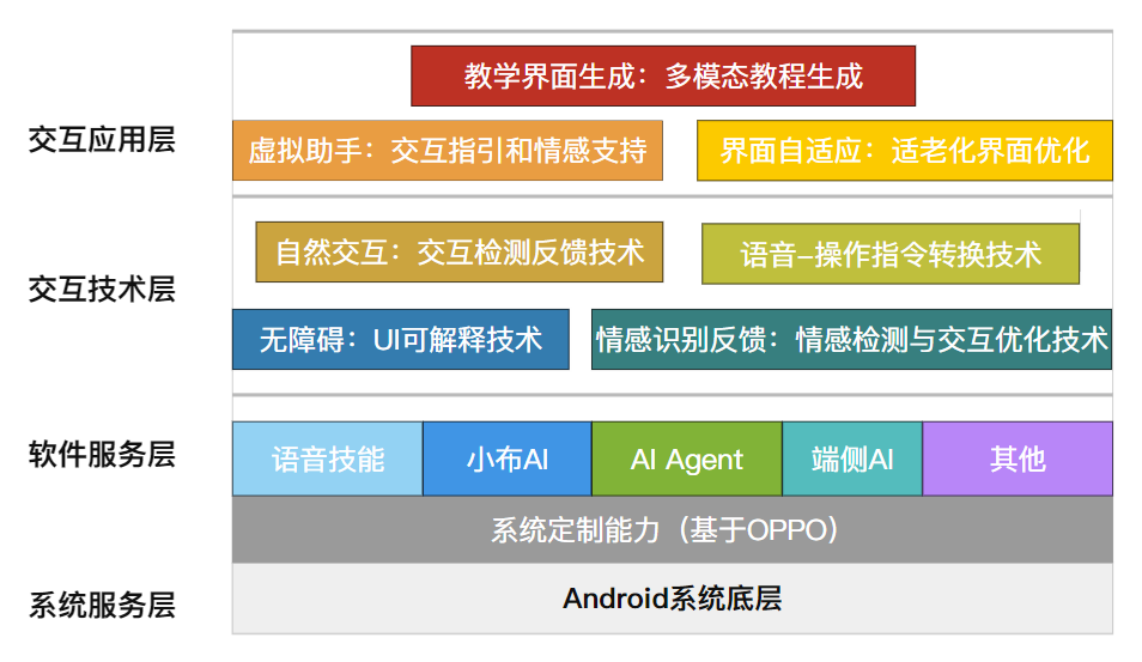 教学界面生成：多模态教程生成
交互应用层
虚拟助手：交互指引和情感支持
界面自适应：适老化界面优化
自然交互：交互检测反馈技术
语音-操作指令转换技术
交互技术层
无障碍：UI可解释技术
情感识别反馈：情感检测与交互优化技术
软件服务层
语音技能
小布AI
AI Agent
端侧AI
其他
系统定制能力（基于OPPO）
系统服务层
Android系统底层